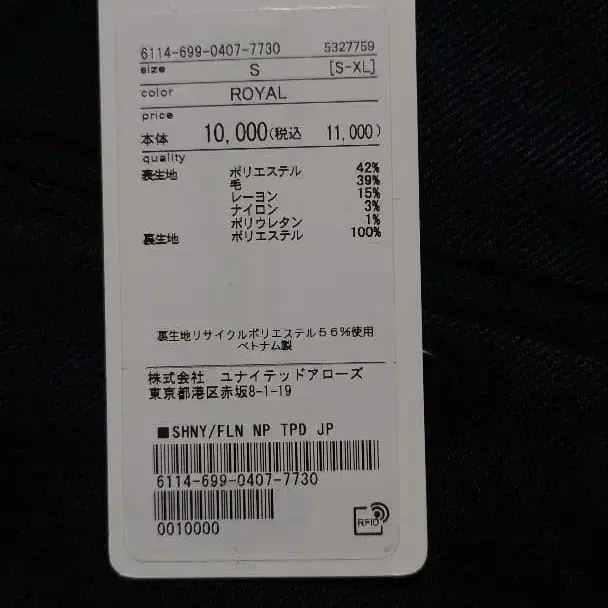 6114-699-0407-7730 5327759
size S [S-XL]
color ROYAL
price
本体 10,000(税込 11,000)
quality
表生地 ポリエステル 42%
毛 39%
レーヨン 15%
ナイロン 3%
ポリウレタン 1%
裏生地 ポリエステル 100%
裏生地リサイクルポリエステル56%使用
ベトナム製
株式会社 ユナイテッドアローズ
東京都港区赤坂8-1-19
■SHNY/FLN NP TPD JP
6114-699-0407-7730
0010000
RFID